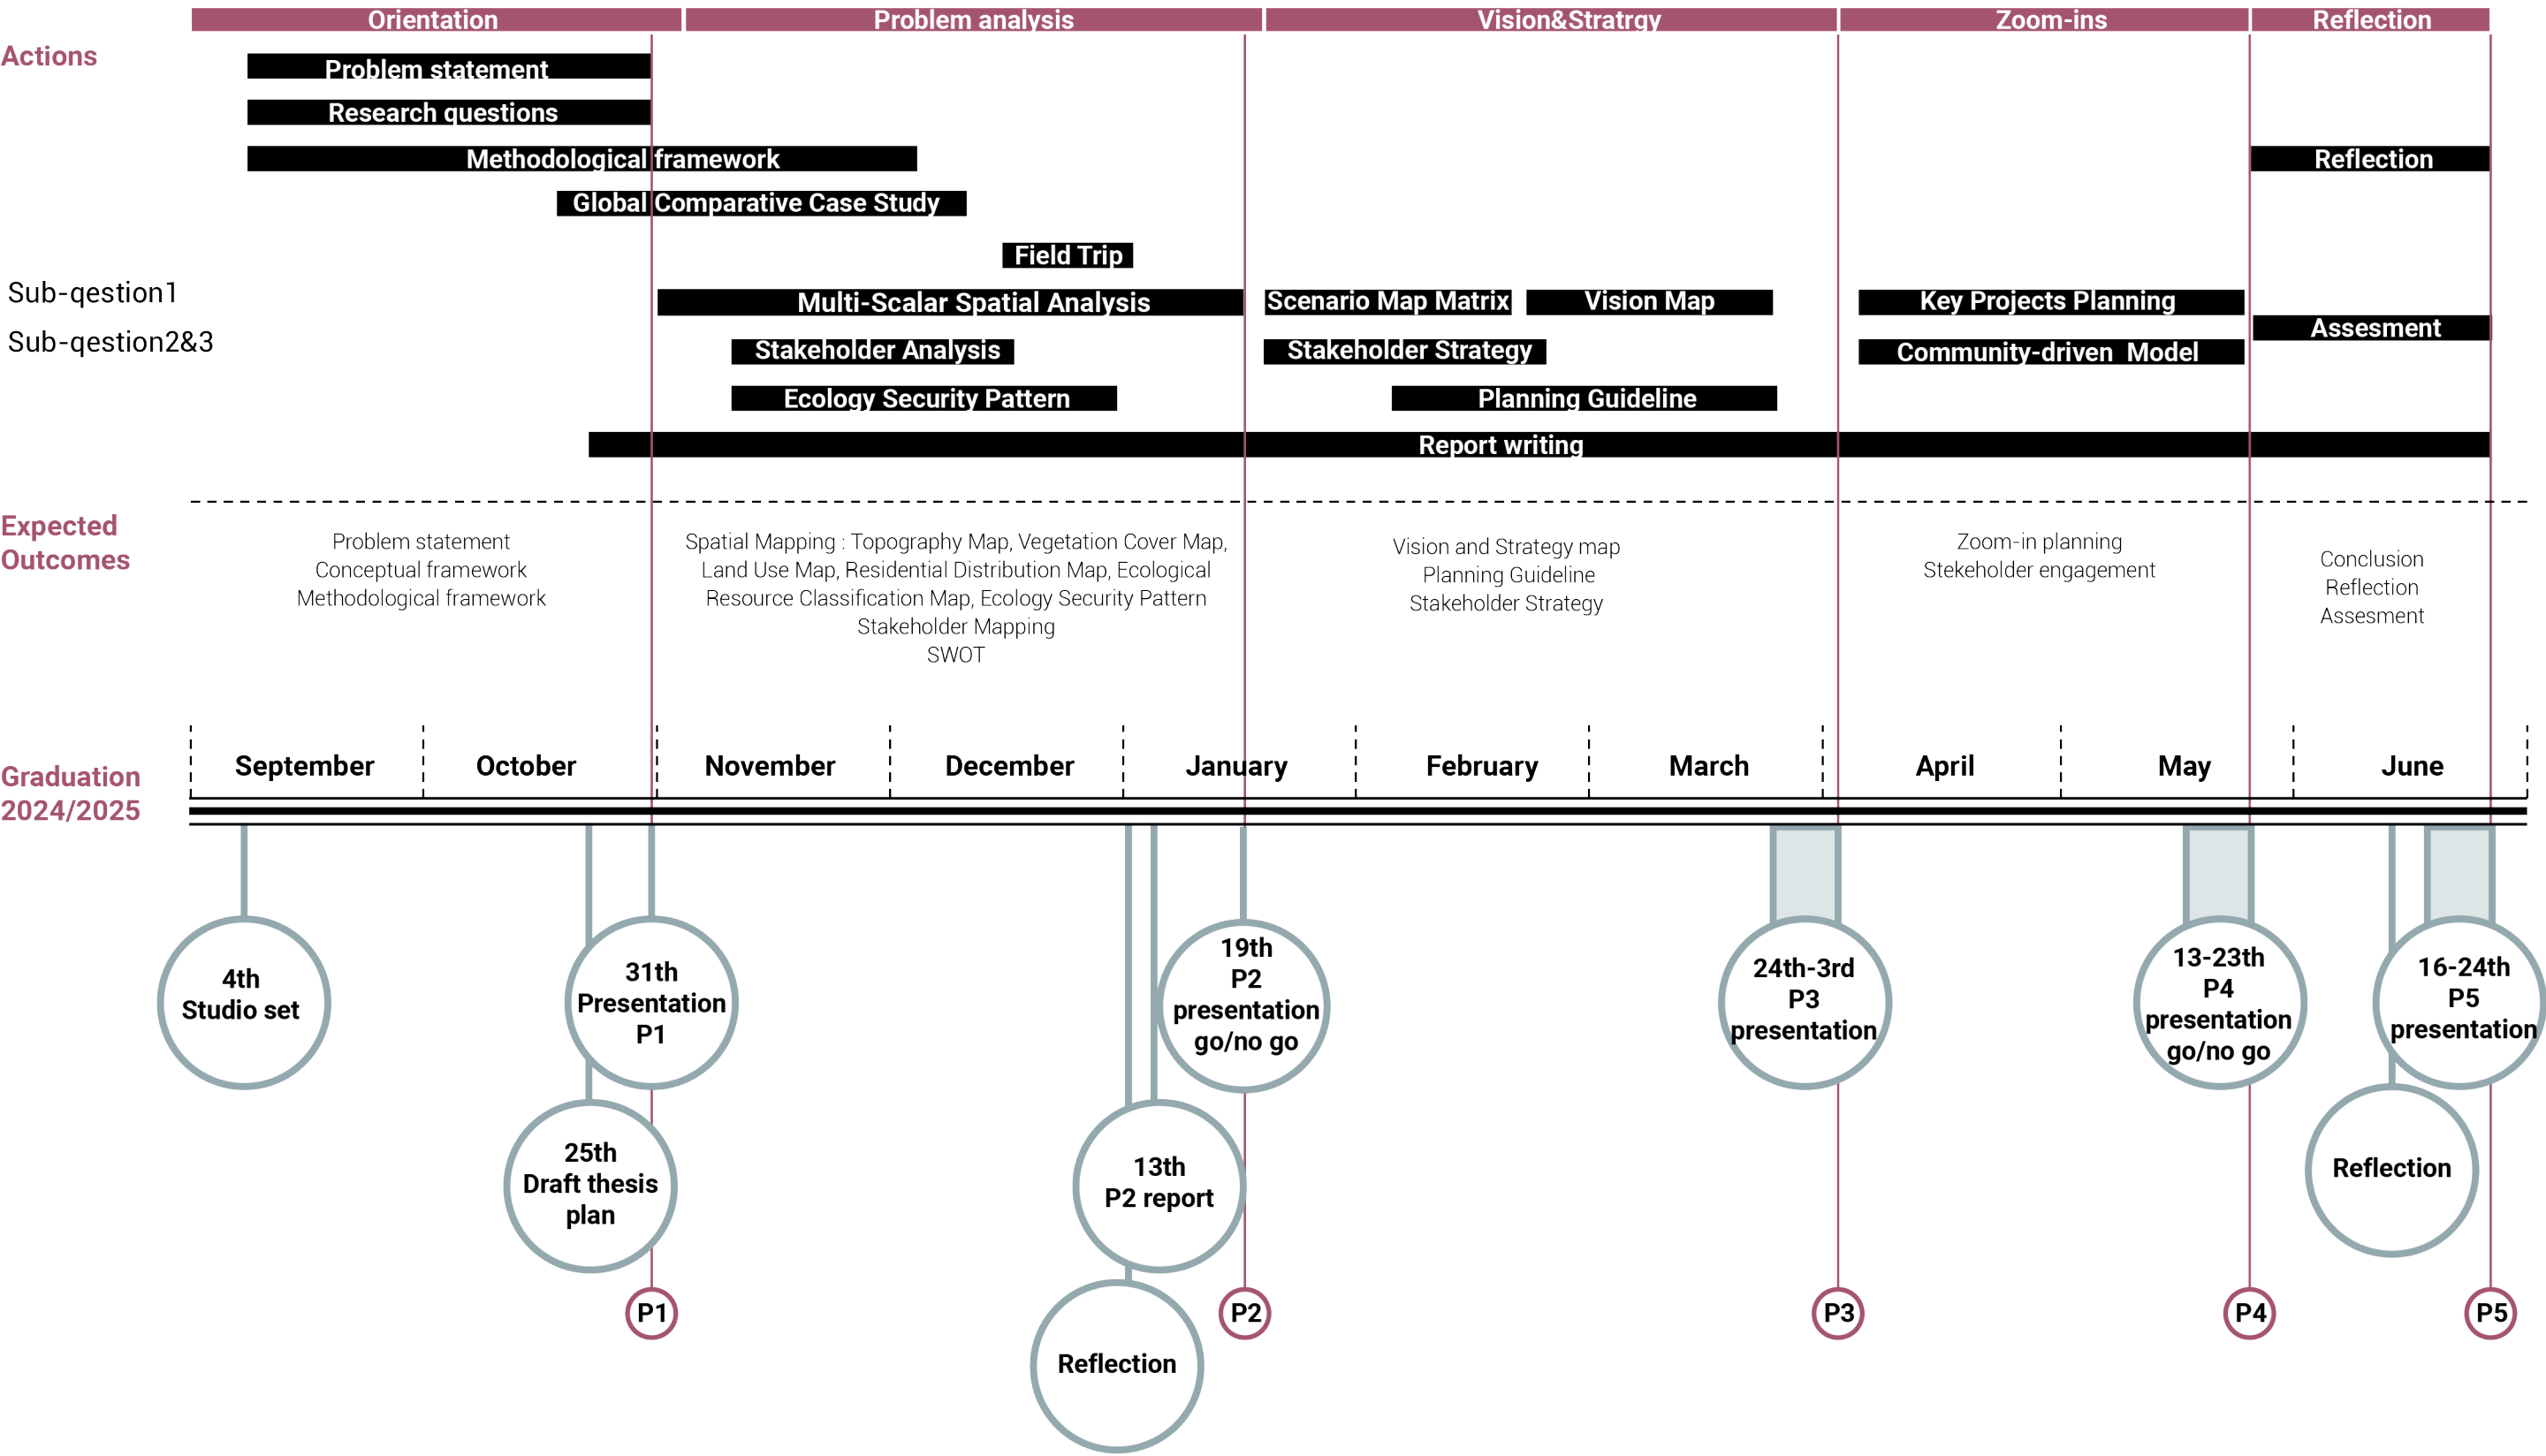 Orientation
Problem analysis
Vision&Stratrgy
Zoom-ins
Reflection
Actions
Problem statement
Research questions
Methodological framework
Reflection
Global Comparative Case Study
Field Trip
Sub-qestion1
Multi-Scalar Spatial Analysis
Scenario Map Matrix
Vision Map
Key Projects Planning
Assesment
Sub-qestion2&3
Stakeholder Analysis
Stakeholder Strategy
Community-driven  Model
Ecology Security Pattern
Planning Guideline
Report writing
Expected
Outcomes
Problem statement
Conceptual framework
Methodological framework
Spatial Mapping : Topography Map, Vegetation Cover Map,
Land Use Map, Residential Distribution Map, Ecological
Resource Classification Map, Ecology Security Pattern
Stakeholder Mapping
SWOT
Vision and Strategy map
Planning Guideline
Stakeholder Strategy
Zoom-in planning
Stekeholder engagement
Conclusion
Reflection
Assesment
Graduation
2024/2025
September
October
November
December
January
February
March
April
May
June
4th
Studio set
25th
Draft thesis
plan
31th
Presentation
P1
Reflection
13th
P2 report
19th
P2
presentation
go/no go
24th-3rd
P3
presentation
13-23th
P4
presentation
go/no go
Reflection
16-24th
P5
presentation
P1
P2
P3
P4
P5